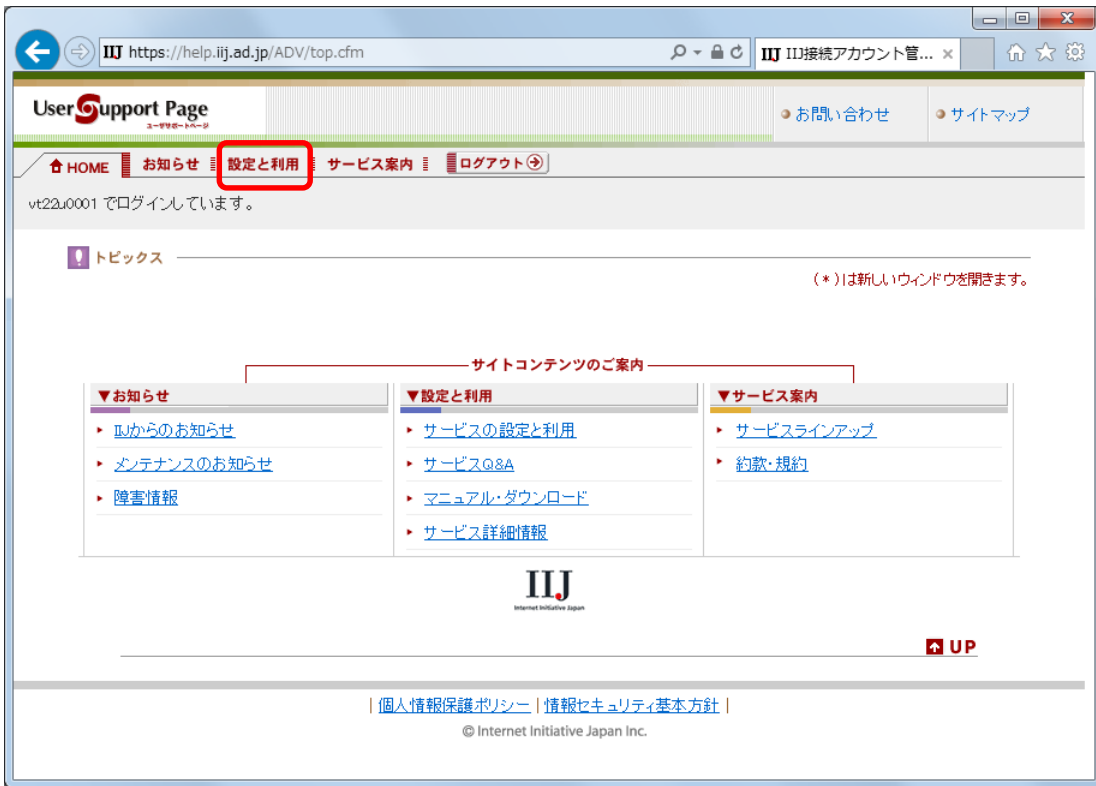 IIJ https://help.iij.ad.jp/ADV/top.cfm
IIJ IIJ接続アカウント管...
User Support Page
ユーザサポートページ
お問い合わせ
サイトマップ
HOME お知らせ 設定と利用 サービス案内 ログアウト
vt22u0001 でログインしています。
トピックス
(*)は新しいウィンドウを開きます。
サイトコンテンツのご案内
▼お知らせ
IIJからのお知らせ
メンテナンスのお知らせ
障害情報
▼設定と利用
サービスの設定と利用
サービスQ&A
マニュアル・ダウンロード
サービス詳細情報
▼サービス案内
サービスラインアップ
約款・規約
IIJ
Internet Initiative Japan
UP
|個人情報保護ポリシー|情報セキュリティ基本方針|
© Internet Initiative Japan Inc.